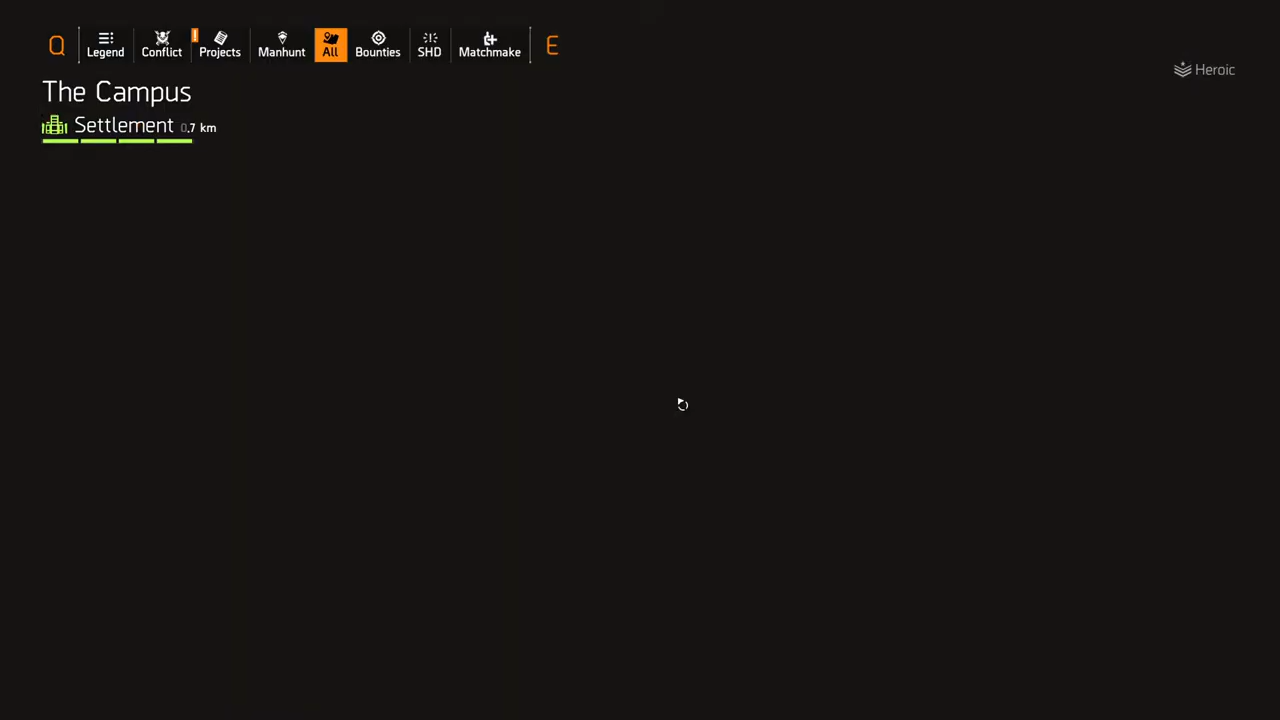 Q Legend Conflict Projects Manhunt All Bounties SHD Matchmake E
Heroic
The Campus
Settlement 0.7 km